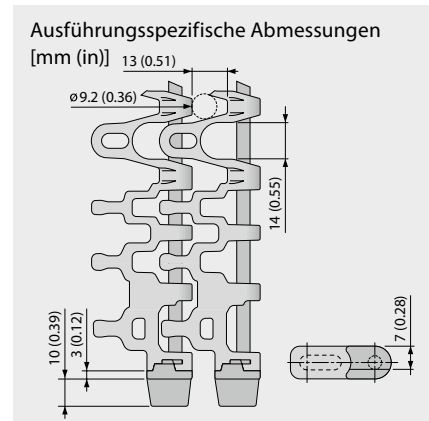 Ausführungsspezifische Abmessungen
[mm (in)]
13 (0.51)
ø9.2 (0.36)
14 (0.55)
10 (0.39)
3 (0.12)
7 (0.28)